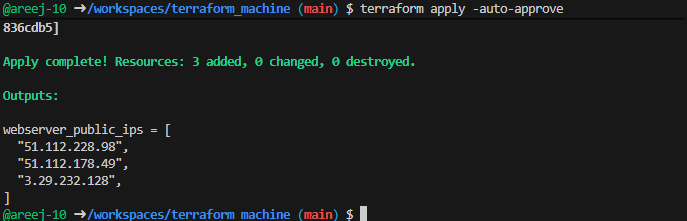 @areej-10 ➜/workspaces/terraform_machine (main) $ terraform apply -auto-approve
836cdb5]
Apply complete! Resources: 3 added, 0 changed, 0 destroyed.
Outputs:
webserver_public_ips = [
  "51.112.228.98",
  "51.112.178.49",
  "3.29.232.128",
]
@areej-10 ➜/workspaces/terraform_machine (main) $